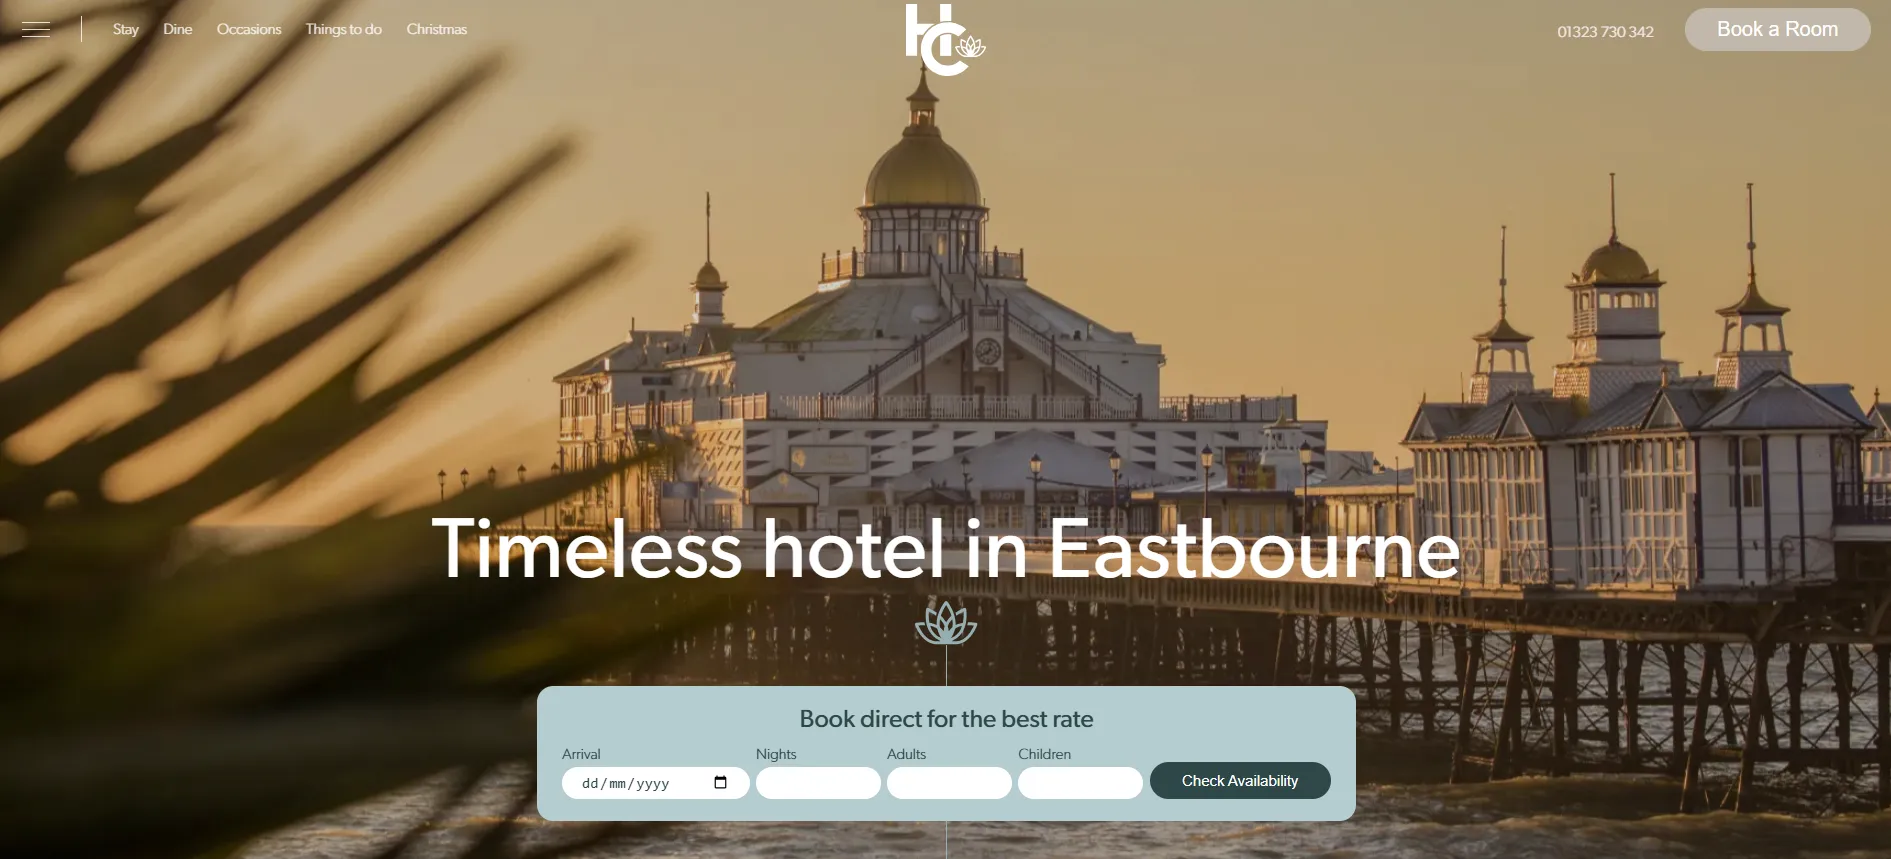 Stay Dine Occasions Things to do Christmas
HC
01323 730 342
Book a Room
Timeless hotel in Eastbourne
Book direct for the best rate
Arrival Nights Adults Children
dd/mm/yyyy
Check Availability